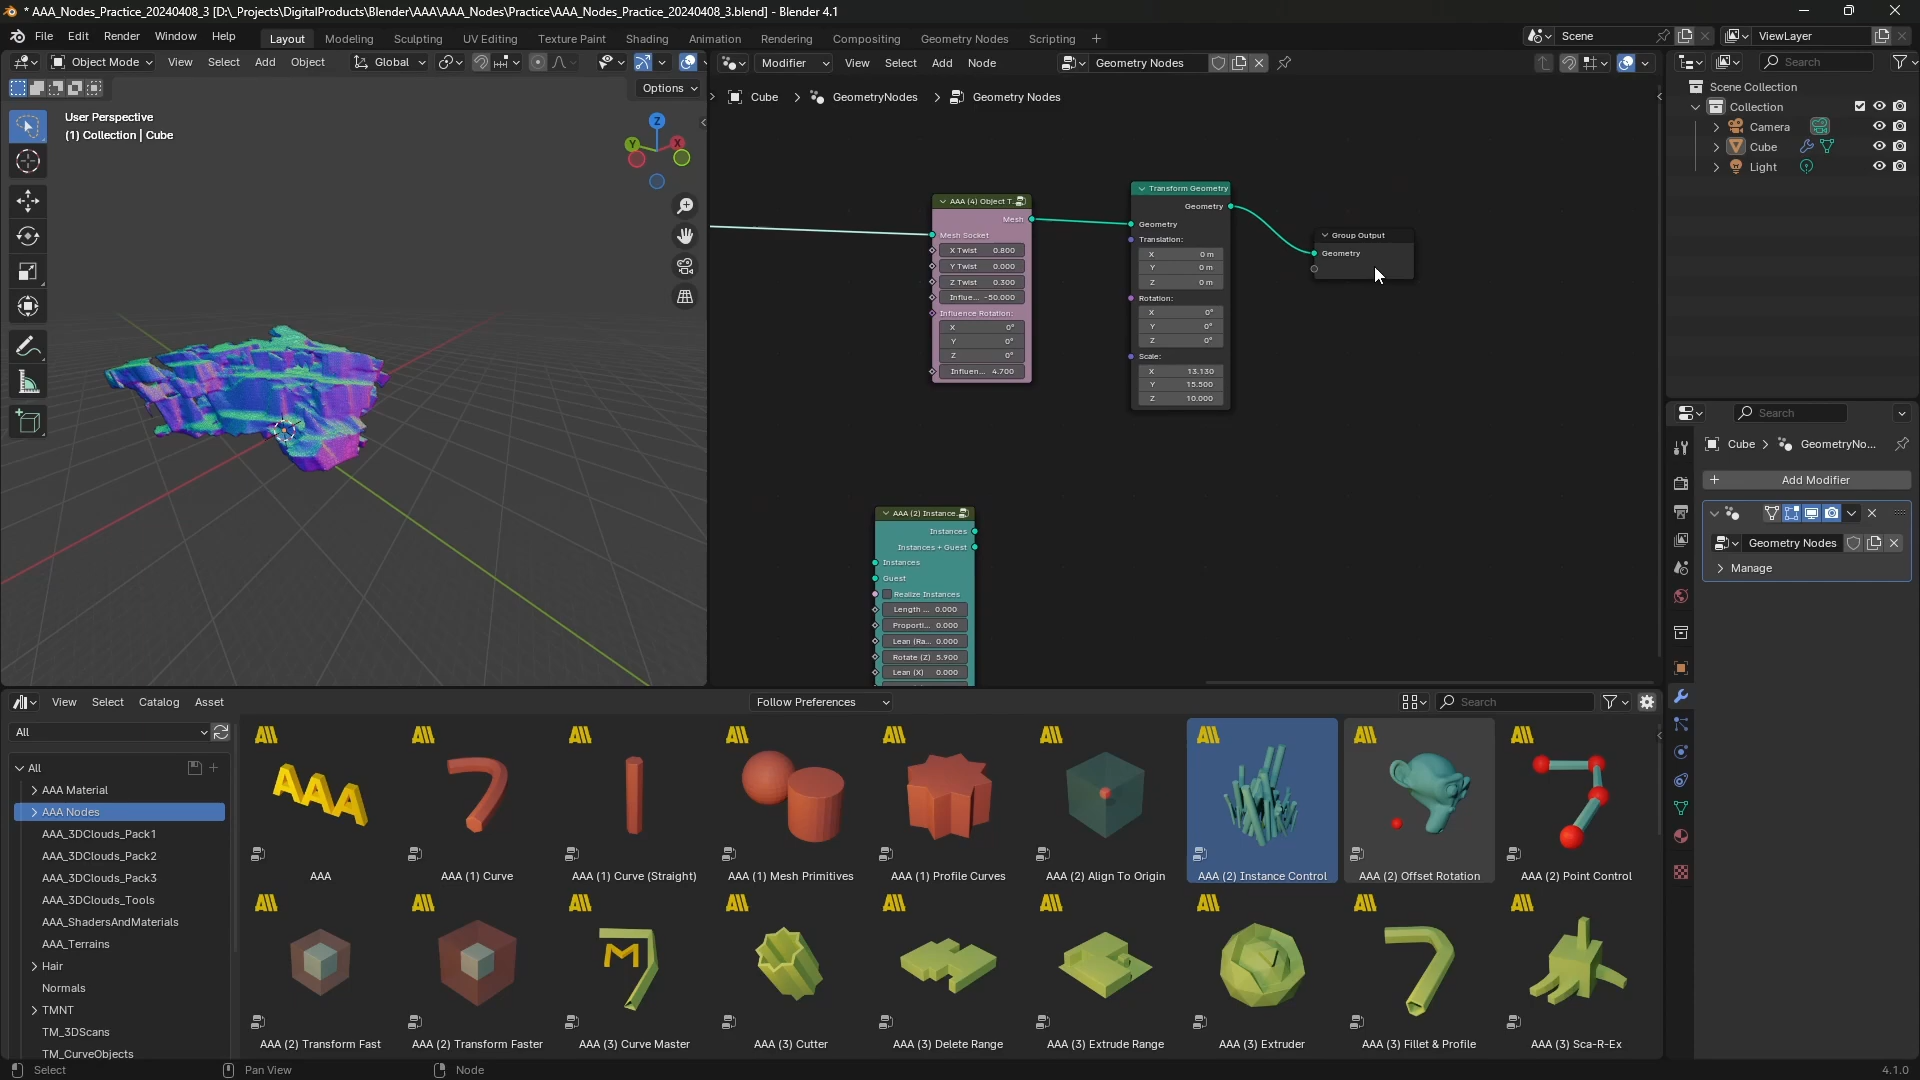 * AAA_Nodes_Practice_20240408_3 [D:\_Projects\DigitalProducts\Blender\AAA\AAA_Nodes\Practice\AAA_Nodes_Practice_20240408_3.blend] - Blender 4.1
File Edit Render Window Help
Layout Modeling Sculpting UV Editing Texture Paint Shading Animation Rendering Compositing Geometry Nodes Scripting +
Scene
ViewLayer
Object Mode View Select Add Object Global
Options
User Perspective
(1) Collection | Cube
Z
Y
X
Modifier View Select Add Node Geometry Nodes
Cube > GeometryNodes > Geometry Nodes
AAA (4) Object T...
Mesh
Mesh Socket
X Twist 0.800
Y Twist 0.000
Z Twist 0.300
Influe... -50.000
Influence Rotation:
X 0°
Y 0°
Z 0°
Influen... 4.700
Transform Geometry
Geometry
Geometry
Translation:
X 0 m
Y 0 m
Z 0 m
Rotation:
X 0°
Y 0°
Z 0°
Scale:
X 13.130
Y 15.500
Z 10.000
Group Output
Geometry
AAA (2) Instance...
Instances
Instances + Guest
Instances
Guest
Realize Instances
Length ... 0.000
Proporti... 0.000
Lean (Ra... 0.000
Rotate (Z) 5.900
Lean (X) 0.000
Search
Scene Collection
Collection
Camera
Cube
Light
Search
Cube > GeometryNo...
+ Add Modifier
Geometry Nodes
Manage
View Select Catalog Asset
Follow Preferences
Search
All
All
AAA Material
AAA Nodes
AAA_3DClouds_Pack1
AAA_3DClouds_Pack2
AAA_3DClouds_Pack3
AAA_3DClouds_Tools
AAA_ShadersAndMaterials
AAA_Terrains
Hair
Normals
TMNT
TM_3DScans
TM_CurveObjects
AAA
AAA AAA (1) Curve AAA (1) Curve (Straight) AAA (1) Mesh Primitives AAA (1) Profile Curves AAA (2) Align To Origin AAA (2) Instance Control AAA (2) Offset Rotation AAA (2) Point Control
M
AAA (2) Transform Fast AAA (2) Transform Faster AAA (3) Curve Master AAA (3) Cutter AAA (3) Delete Range AAA (3) Extrude Range AAA (3) Extruder AAA (3) Fillet & Profile AAA (3) Sca-R-Ex
Select Pan View Node
4.1.0